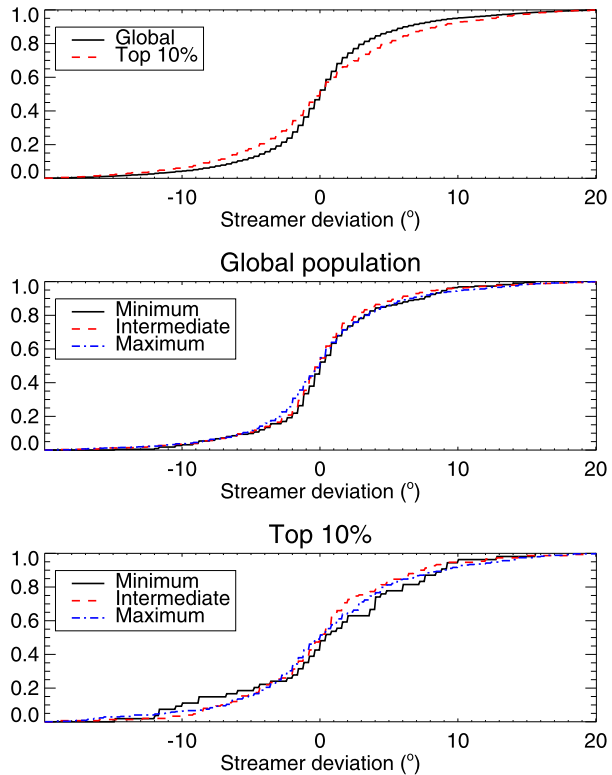 1.0
0.8
0.6
0.4
0.2
0.0
Global
Top 10%
-10 0 10 20
Streamer deviation (°)
Global population
1.0
0.8
0.6
0.4
0.2
0.0
Minimum
Intermediate
Maximum
-10 0 10 20
Streamer deviation (°)
Top 10%
1.0
0.8
0.6
0.4
0.2
0.0
Minimum
Intermediate
Maximum
-10 0 10 20
Streamer deviation (°)